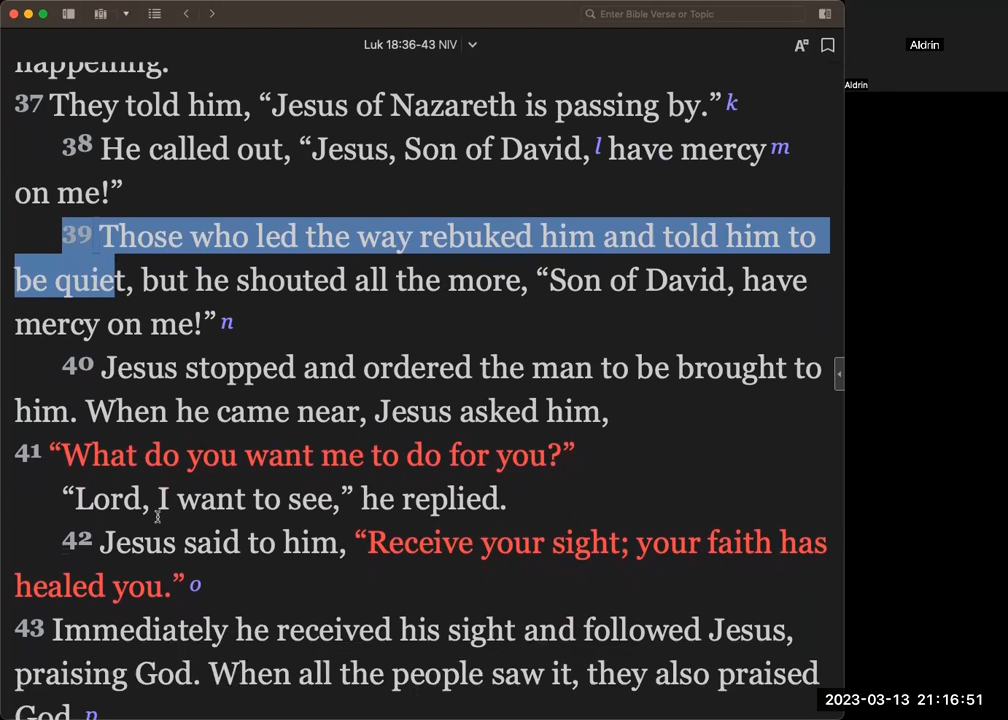 Enter Bible Verse or Topic
Luk 18:36-43 NIV
Aª
Aldrin
Aldrin
happening.
37 They told him, “Jesus of Nazareth is passing by.” k
38 He called out, “Jesus, Son of David, l have mercy m
on me!”
39 Those who led the way rebuked him and told him to
be quiet, but he shouted all the more, “Son of David, have
mercy on me!” n
40 Jesus stopped and ordered the man to be brought to
him. When he came near, Jesus asked him,
41 “What do you want me to do for you?”
“Lord, I want to see,” he replied.
42 Jesus said to him, “Receive your sight; your faith has
healed you.” o
43 Immediately he received his sight and followed Jesus,
praising God. When all the people saw it, they also praised
God. p
2023-03-13 21:16:51